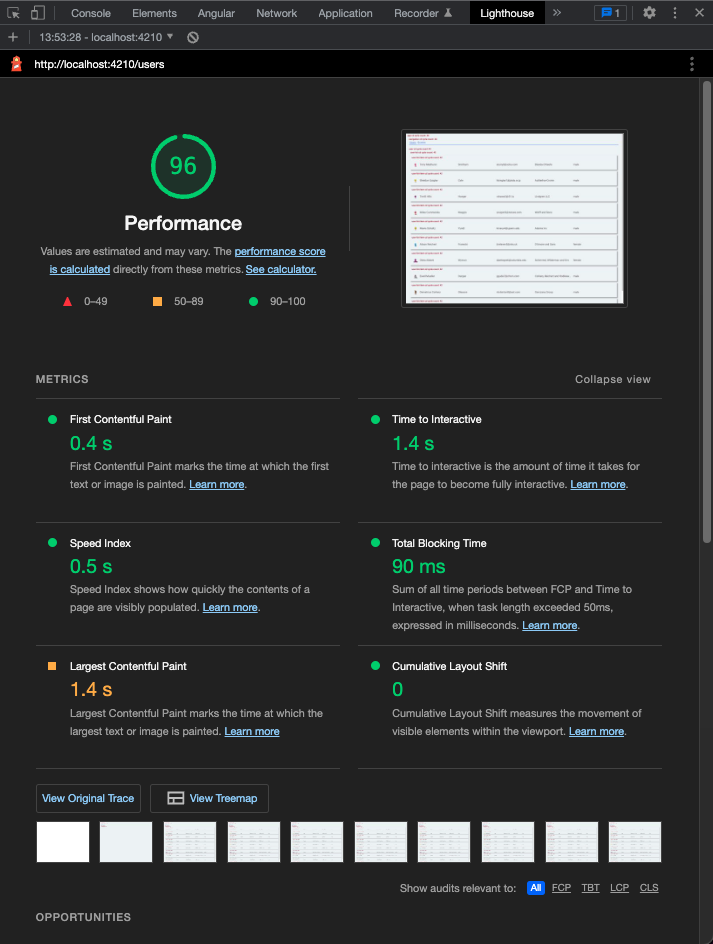 Console Elements Angular Network Application Recorder Lighthouse » 1
13:53:28 - localhost:4210
http://localhost:4210/users
96
Performance
Values are estimated and may vary. The performance score
is calculated directly from these metrics. See calculator.
0–49 50–89 90–100
METRICS
Collapse view
First Contentful Paint
0.4 s
First Contentful Paint marks the time at which the first
text or image is painted. Learn more.
Time to Interactive
1.4 s
Time to interactive is the amount of time it takes for
the page to become fully interactive. Learn more.
Speed Index
0.5 s
Speed Index shows how quickly the contents of a
page are visibly populated. Learn more.
Total Blocking Time
90 ms
Sum of all time periods between FCP and Time to
Interactive, when task length exceeded 50ms,
expressed in milliseconds. Learn more.
Largest Contentful Paint
1.4 s
Largest Contentful Paint marks the time at which the
largest text or image is painted. Learn more
Cumulative Layout Shift
0
Cumulative Layout Shift measures the movement of
visible elements within the viewport. Learn more.
View Original Trace
View Treemap
Show audits relevant to: All FCP TBT LCP CLS
OPPORTUNITIES